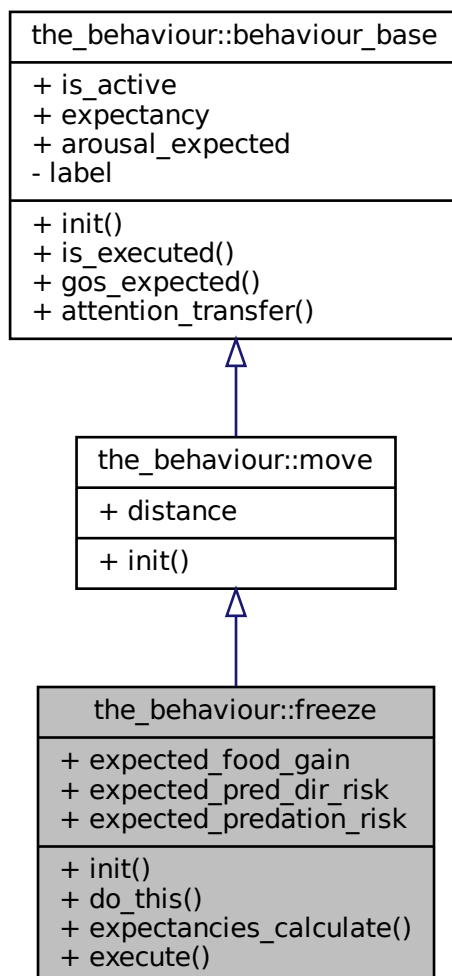 the_behaviour::behaviour_base
+ is_active
+ expectancy
+ arousal_expected
- label
+ init()
+ is_executed()
+ gos_expected()
+ attention_transfer()
the_behaviour::move
+ distance
+ init()
the_behaviour::freeze
+ expected_food_gain
+ expected_pred_dir_risk
+ expected_predation_risk
+ init()
+ do_this()
+ expectancies_calculate()
+ execute()